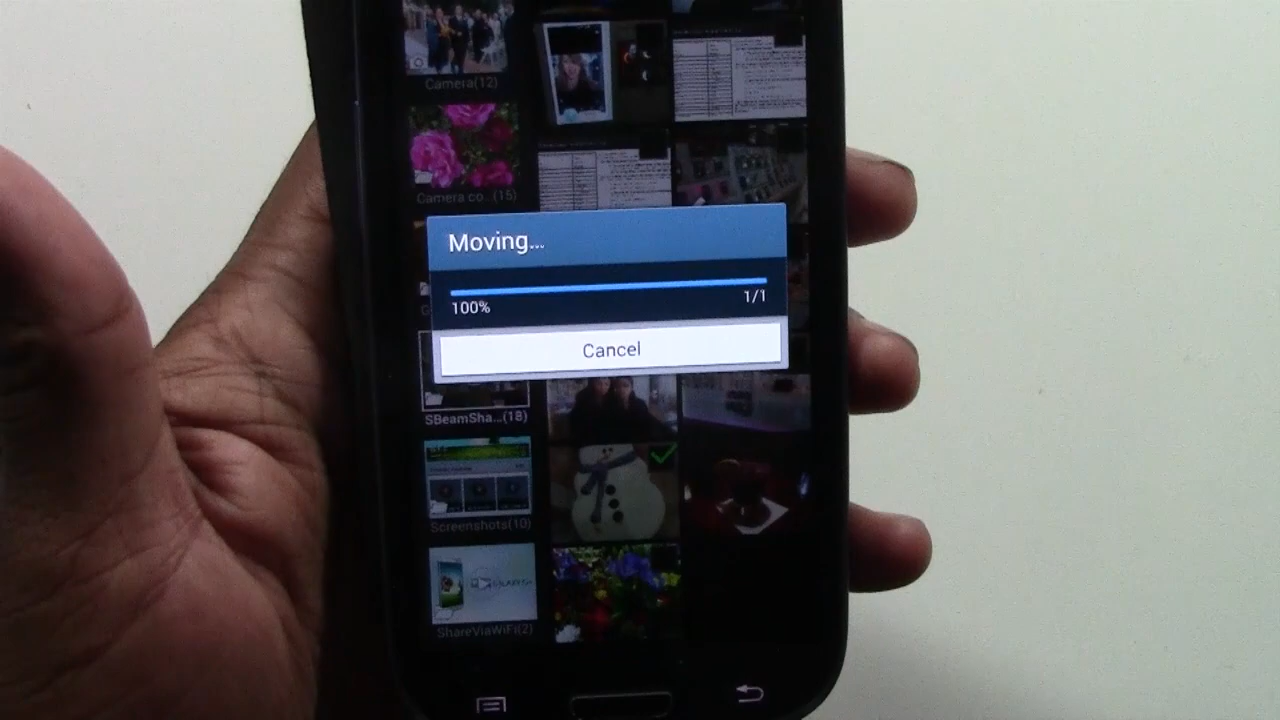 Camera(12)
Camera co...(15)
Moving...
100%
1/1
Cancel
SBeamSha...(18)
Screenshots(10)
ShareViaWiFi(2)